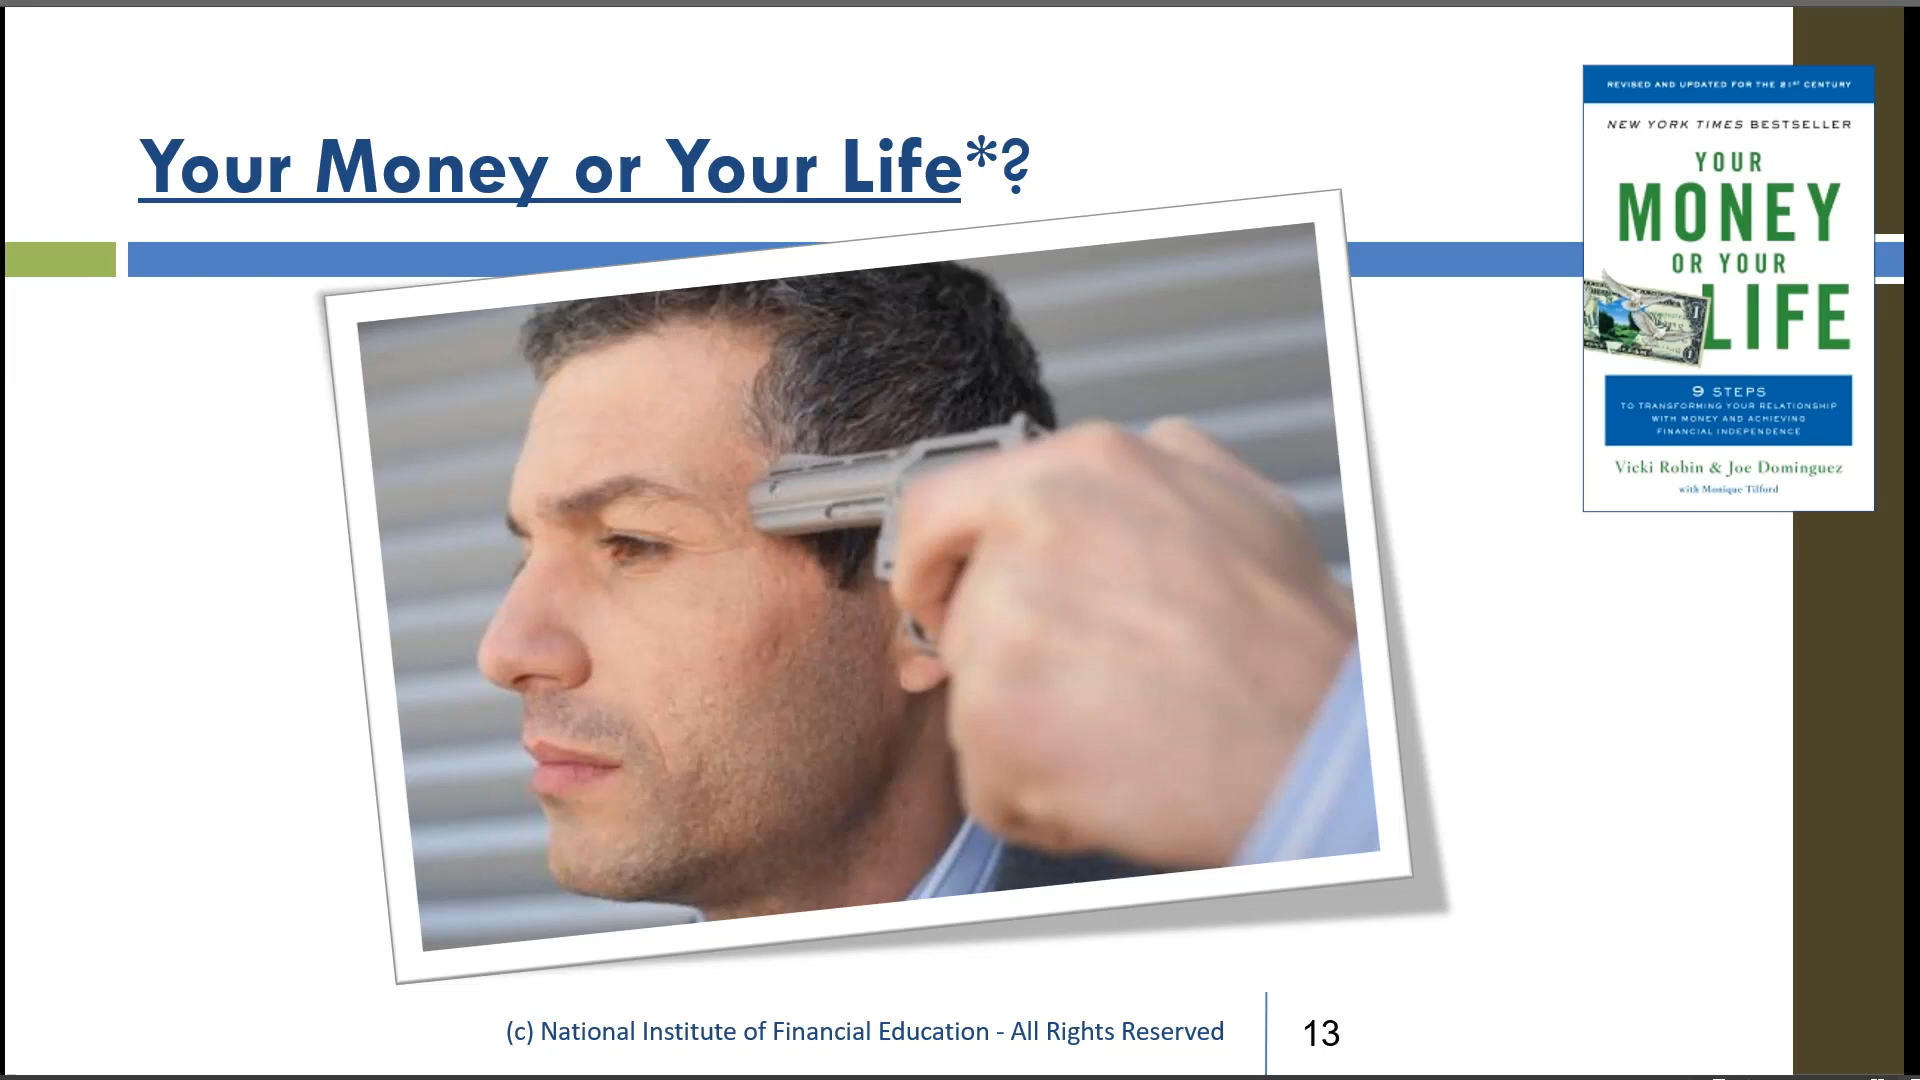 Your Money or Your Life*?
REVISED AND UPDATED FOR THE 21ST CENTURY
NEW YORK TIMES BESTSELLER
YOUR
MONEY
OR YOUR
LIFE
1
1
9 STEPS
TO TRANSFORMING YOUR RELATIONSHIP
WITH MONEY AND ACHIEVING
FINANCIAL INDEPENDENCE
Vicki Robin & Joe Dominguez
with Monique Tilford
(c) National Institute of Financial Education - All Rights Reserved
13